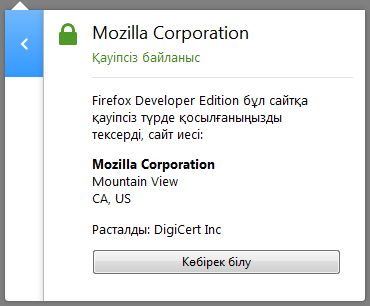 Mozilla Corporation
Қауіпсіз байланыс
Firefox Developer Edition бұл сайтқа
қауіпсіз түрде қосылғаныңызды
тексерді, сайт иесі:
Mozilla Corporation
Mountain View
CA, US
Расталды: DigiCert Inc
Көбірек білу